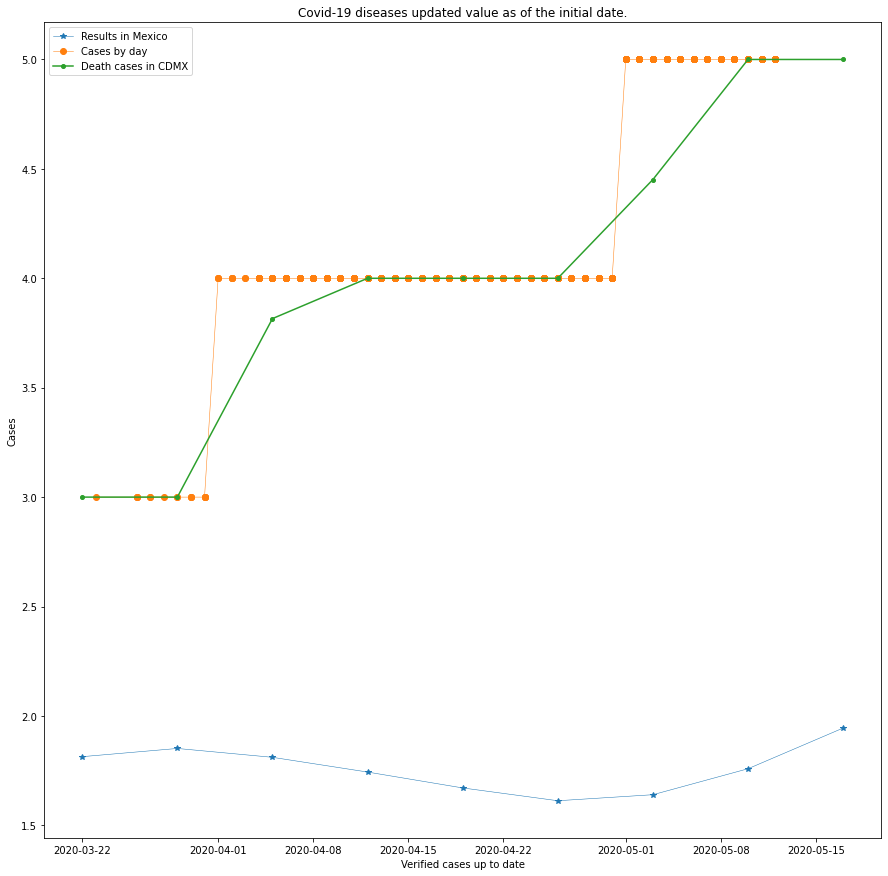 Covid-19 diseases updated value as of the initial date.
Results in Mexico
Cases by day
Death cases in CDMX
5.0
4.5
4.0
3.5
3.0
2.5
2.0
1.5
Cases
2020-03-22
2020-04-01
2020-04-08
2020-04-15
2020-04-22
2020-05-01
2020-05-08
2020-05-15
Verified cases up to date